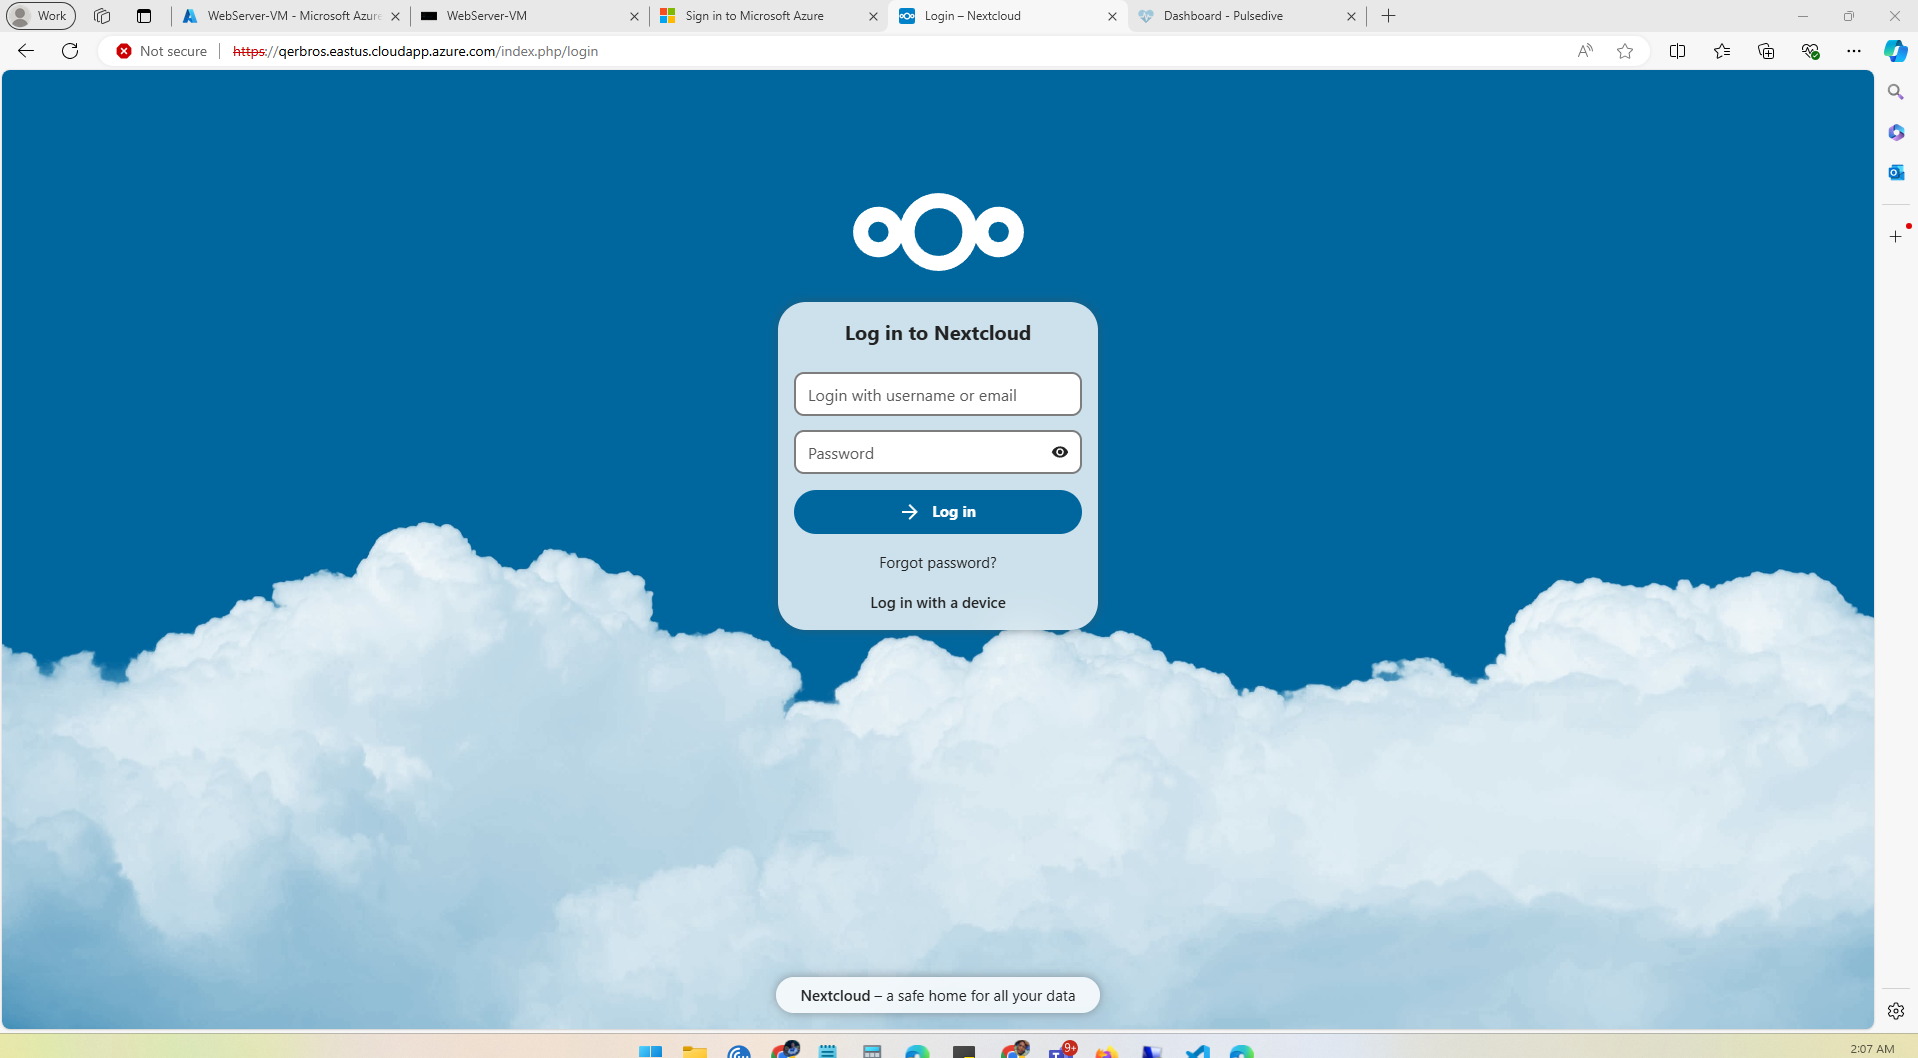 Work
WebServer-VM - Microsoft Azure
WebServer-VM
Sign in to Microsoft Azure
Login – Nextcloud
Dashboard - Pulsedive
Not secure
https://qerbros.eastus.cloudapp.azure.com/index.php/login
Log in to Nextcloud
Login with username or email
Password
Log in
Forgot password?
Log in with a device
Nextcloud – a safe home for all your data
9+
2:07 AM